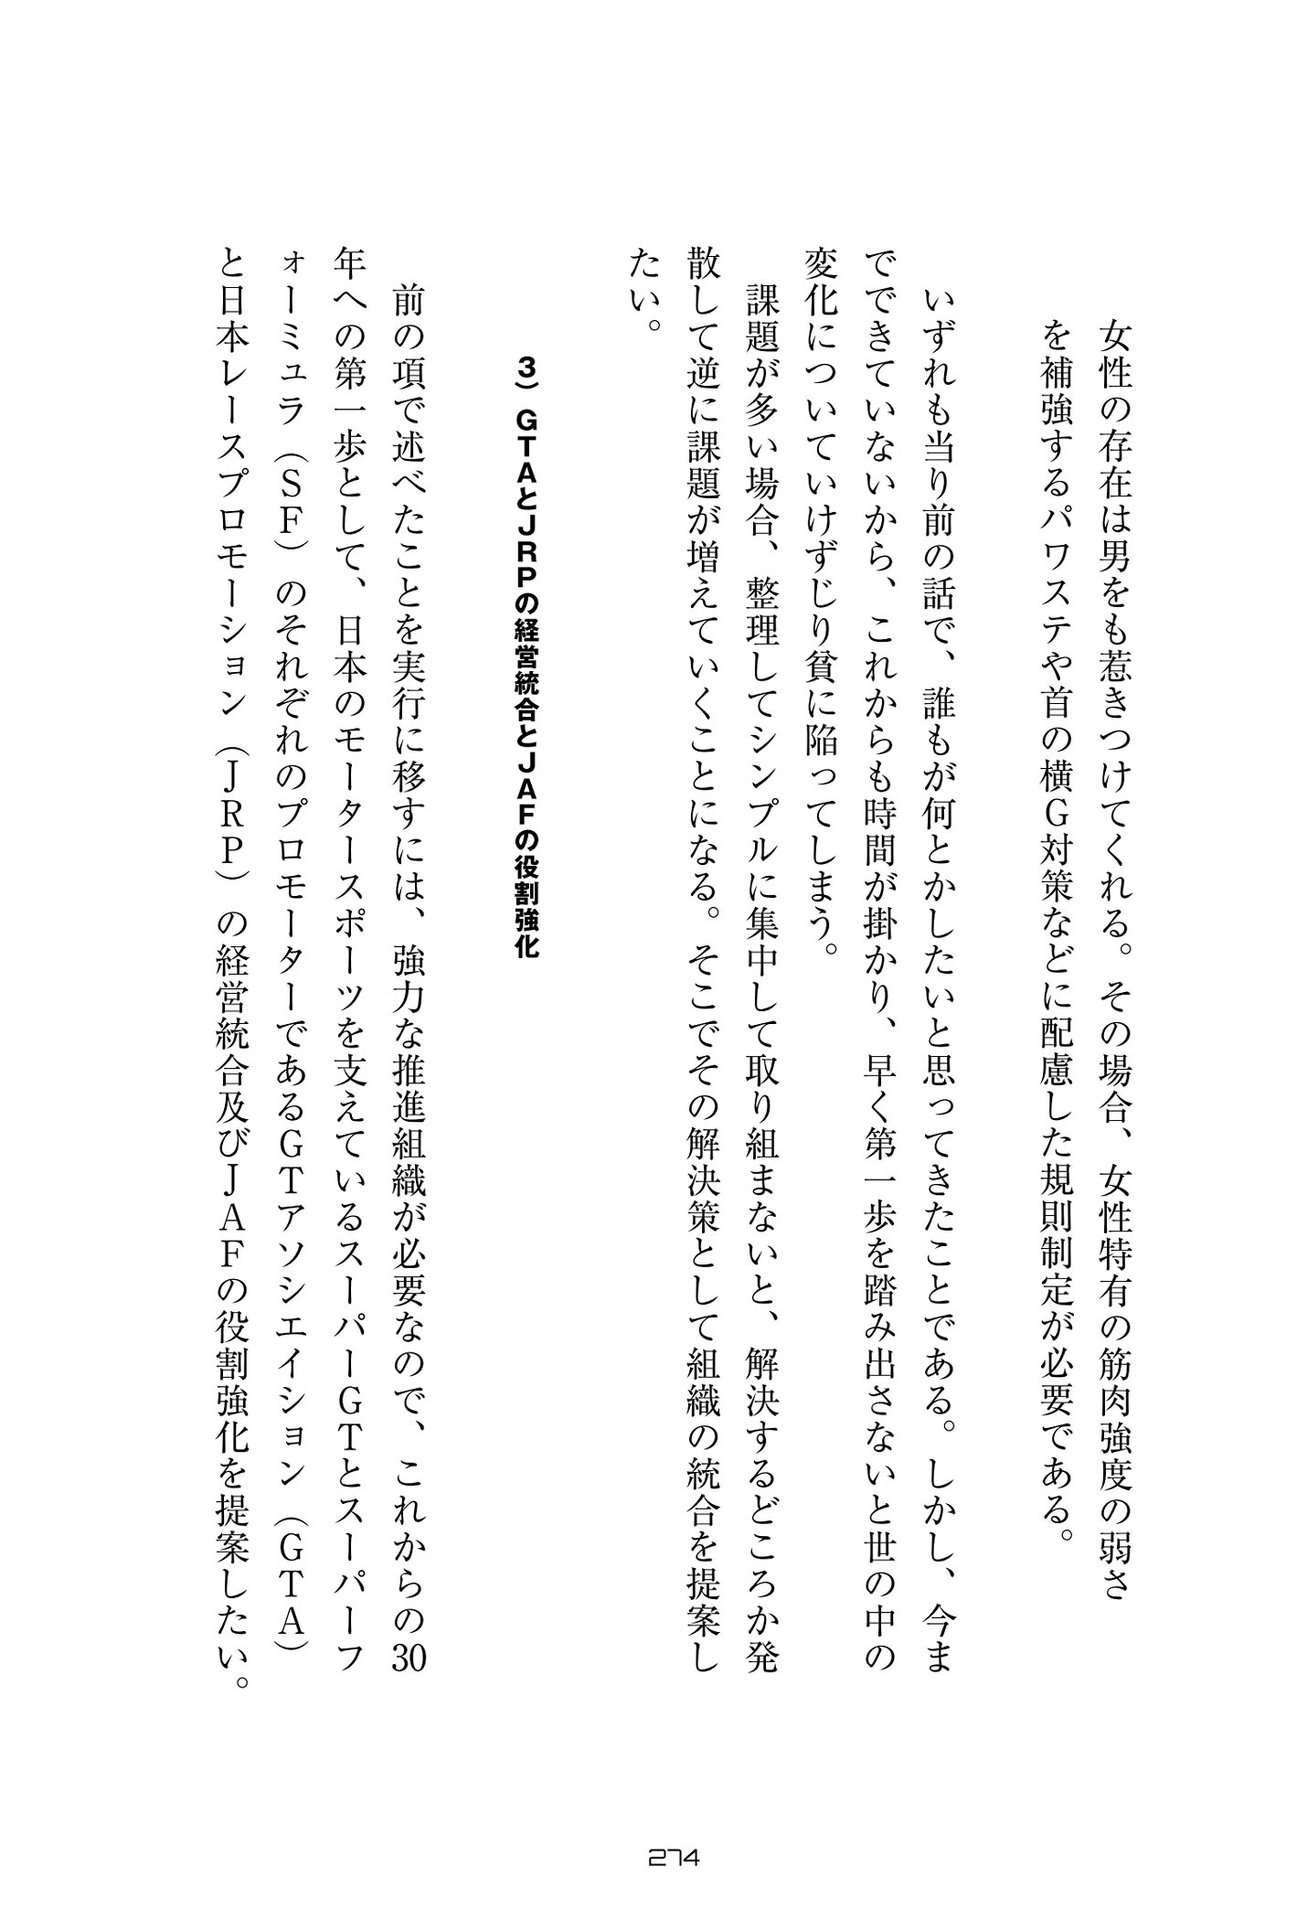 女性の存在は男をも惹きつけてくれる。その場合、女性特有の筋肉強度の弱さ
を補強するパワステや首の横G対策などに配慮した規則制定が必要である。
いずれも当り前の話で、誰もが何とかしたいと思ってきたことである。しかし、今ま
でできていないから、これからも時間が掛かり、早く第一歩を踏み出さないと世の中の
変化についていけずじり貧に陥ってしまう。
課題が多い場合、整理してシンプルに集中して取り組まないと、解決するどころか発
散して逆に課題が増えていくことになる。そこでその解決策として組織の統合を提案し
たい。
3）GTAとJRPの経営統合とJAFの役割強化
前の項で述べたことを実行に移すには、強力な推進組織が必要なので、これからの30
年への第一歩として、日本のモータースポーツを支えているスーパーGTとスーパーフ
ォーミュラ（SF）のそれぞれのプロモーターであるGTアソシエイション（GTA）
と日本レースプロモーション（JRP）の経営統合及びJAFの役割強化を提案したい。
274